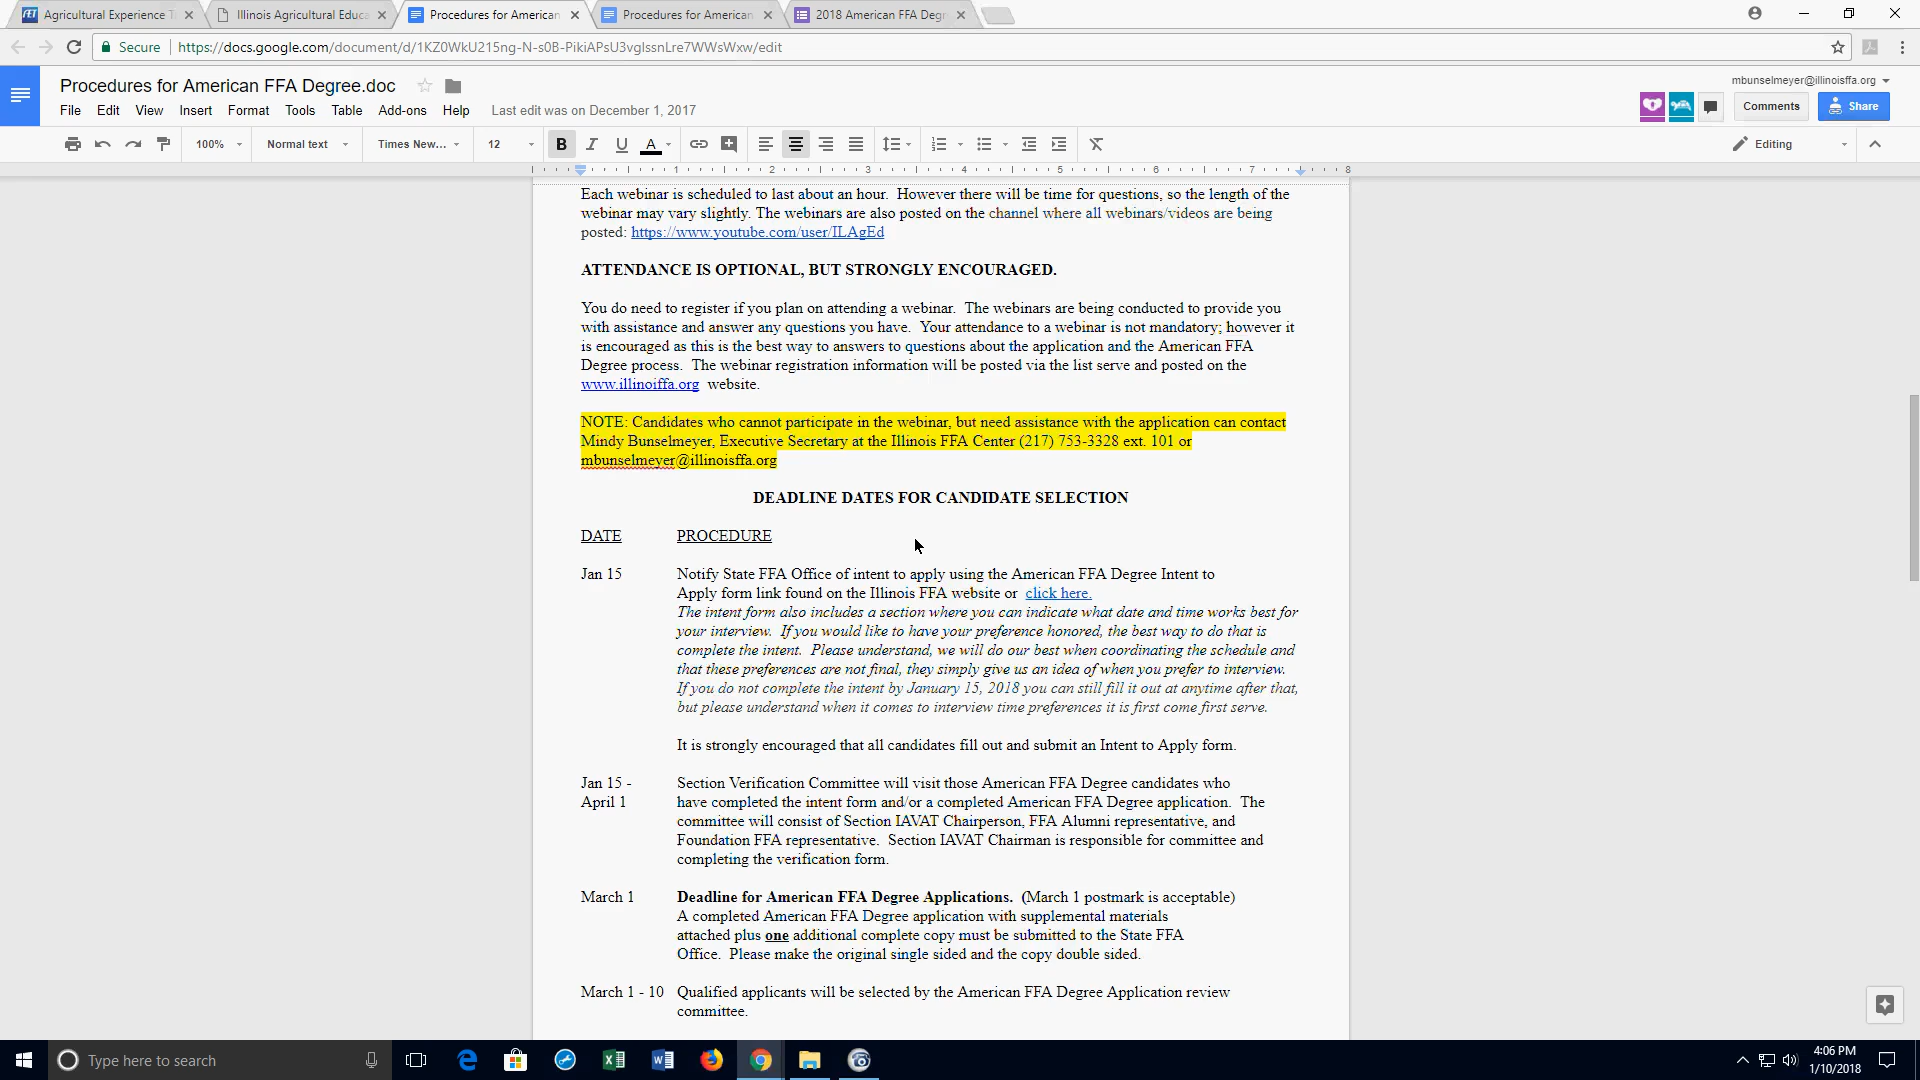 Agricultural Experience T
Illinois Agricultural Educa
Procedures for American
Procedures for American
2018 American FFA Degr
Secure
https://docs.google.com/document/d/1KZ0WkU215ng-N-s0B-PikiAPsU3vglssnLre7WWsWxw/edit
Procedures for American FFA Degree.doc
mbunselmeyer@illinoisffa.org
File Edit View Insert Format Tools Table Add-ons Help Last edit was on December 1, 2017
Comments
Share
100% Normal text Times New... 12 B I U A Editing
1 2 3 4 5 6 7 8
Each webinar is scheduled to last about an hour. However there will be time for questions, so the length of the
webinar may vary slightly. The webinars are also posted on the channel where all webinars/videos are being
posted: https://www.youtube.com/user/ILAgEd
ATTENDANCE IS OPTIONAL, BUT STRONGLY ENCOURAGED.
You do need to register if you plan on attending a webinar. The webinars are being conducted to provide you
with assistance and answer any questions you have. Your attendance to a webinar is not mandatory; however it
is encouraged as this is the best way to answers to questions about the application and the American FFA
Degree process. The webinar registration information will be posted via the list serve and posted on the
www.illinoiffa.org website.
NOTE: Candidates who cannot participate in the webinar, but need assistance with the application can contact
Mindy Bunselmeyer, Executive Secretary at the Illinois FFA Center (217) 753-3328 ext. 101 or
mbunselmeyer@illinoisffa.org
DEADLINE DATES FOR CANDIDATE SELECTION
DATE PROCEDURE
Jan 15 Notify State FFA Office of intent to apply using the American FFA Degree Intent to
Apply form link found on the Illinois FFA website or click here.
The intent form also includes a section where you can indicate what date and time works best for
your interview. If you would like to have your preference honored, the best way to do that is
complete the intent. Please understand, we will do our best when coordinating the schedule and
that these preferences are not final, they simply give us an idea of when you prefer to interview.
If you do not complete the intent by January 15, 2018 you can still fill it out at anytime after that,
but please understand when it comes to interview time preferences it is first come first serve.
It is strongly encouraged that all candidates fill out and submit an Intent to Apply form.
Jan 15 - Section Verification Committee will visit those American FFA Degree candidates who
April 1 have completed the intent form and/or a completed American FFA Degree application. The
committee will consist of Section IAVAT Chairperson, FFA Alumni representative, and
Foundation FFA representative. Section IAVAT Chairman is responsible for committee and
completing the verification form.
March 1 Deadline for American FFA Degree Applications. (March 1 postmark is acceptable)
A completed American FFA Degree application with supplemental materials
attached plus one additional complete copy must be submitted to the State FFA
Office. Please make the original single sided and the copy double sided.
March 1 - 10 Qualified applicants will be selected by the American FFA Degree Application review
committee.
Type here to search
4:06 PM
1/10/2018